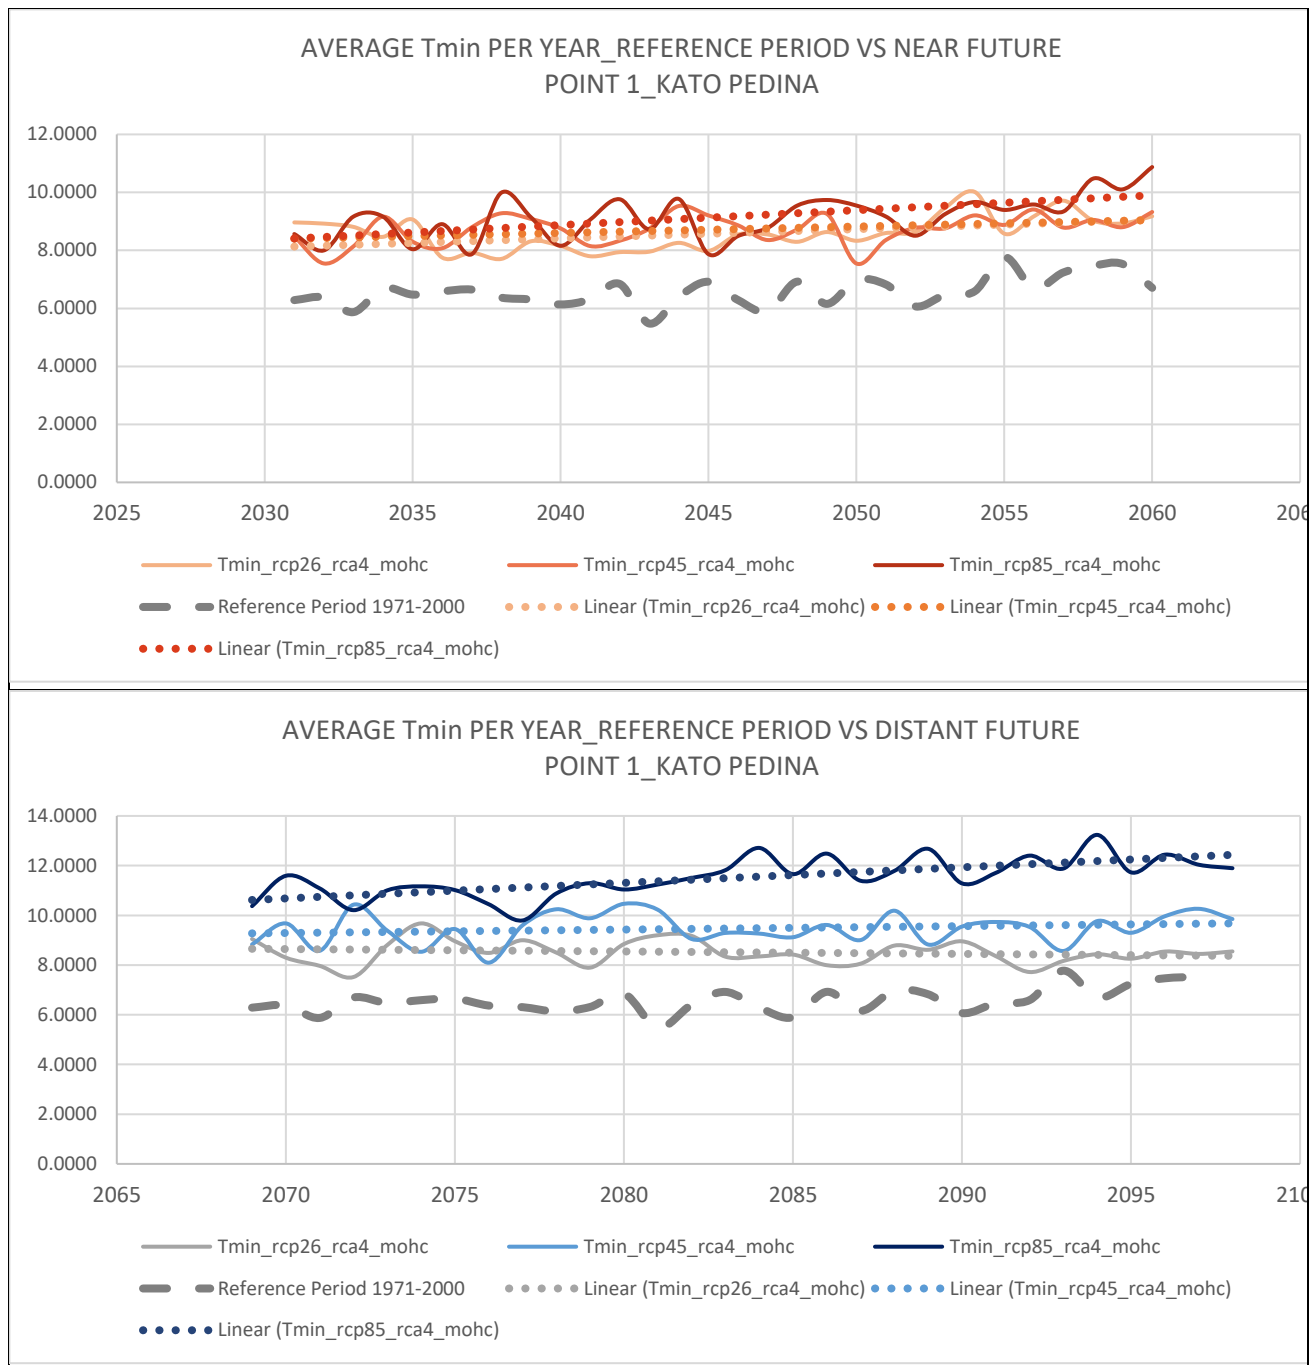 AVERAGE Tmin PER YEAR_REFERENCE PERIOD VS NEAR FUTURE
POINT 1_KATO PEDINA
12.0000
10.0000
8.0000
6.0000
4.0000
2.0000
0.0000
2025 2030 2035 2040 2045 2050 2055 2060 206
Tmin_rcp26_rca4_mohc Tmin_rcp45_rca4_mohc Tmin_rcp85_rca4_mohc
Reference Period 1971-2000 Linear (Tmin_rcp26_rca4_mohc) Linear (Tmin_rcp45_rca4_mohc)
Linear (Tmin_rcp85_rca4_mohc)
AVERAGE Tmin PER YEAR_REFERENCE PERIOD VS DISTANT FUTURE
POINT 1_KATO PEDINA
14.0000
12.0000
10.0000
8.0000
6.0000
4.0000
2.0000
0.0000
2065 2070 2075 2080 2085 2090 2095 210
Tmin_rcp26_rca4_mohc Tmin_rcp45_rca4_mohc Tmin_rcp85_rca4_mohc
Reference Period 1971-2000 Linear (Tmin_rcp26_rca4_mohc) Linear (Tmin_rcp45_rca4_mohc)
Linear (Tmin_rcp85_rca4_mohc)